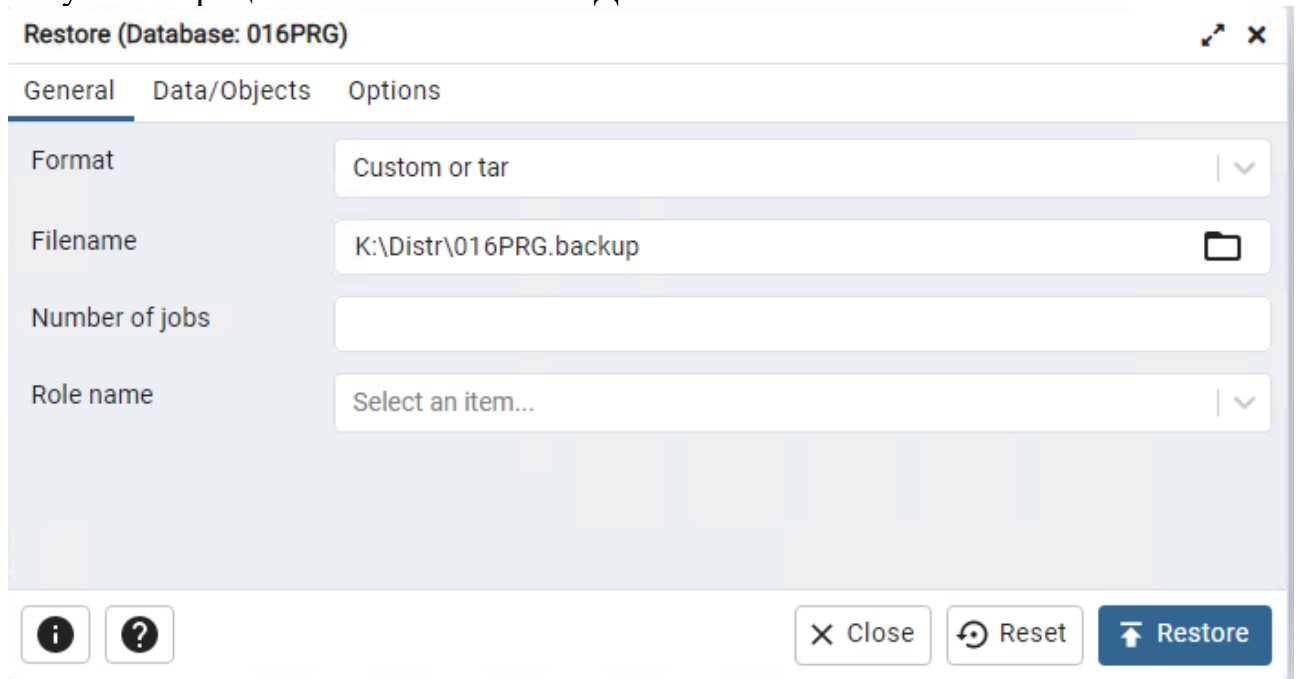 Restore (Database: 016PRG)
General Data/Objects Options
Format Custom or tar
Filename K:\Distr\016PRG.backup
Number of jobs
Role name Select an item...
Close Reset Restore